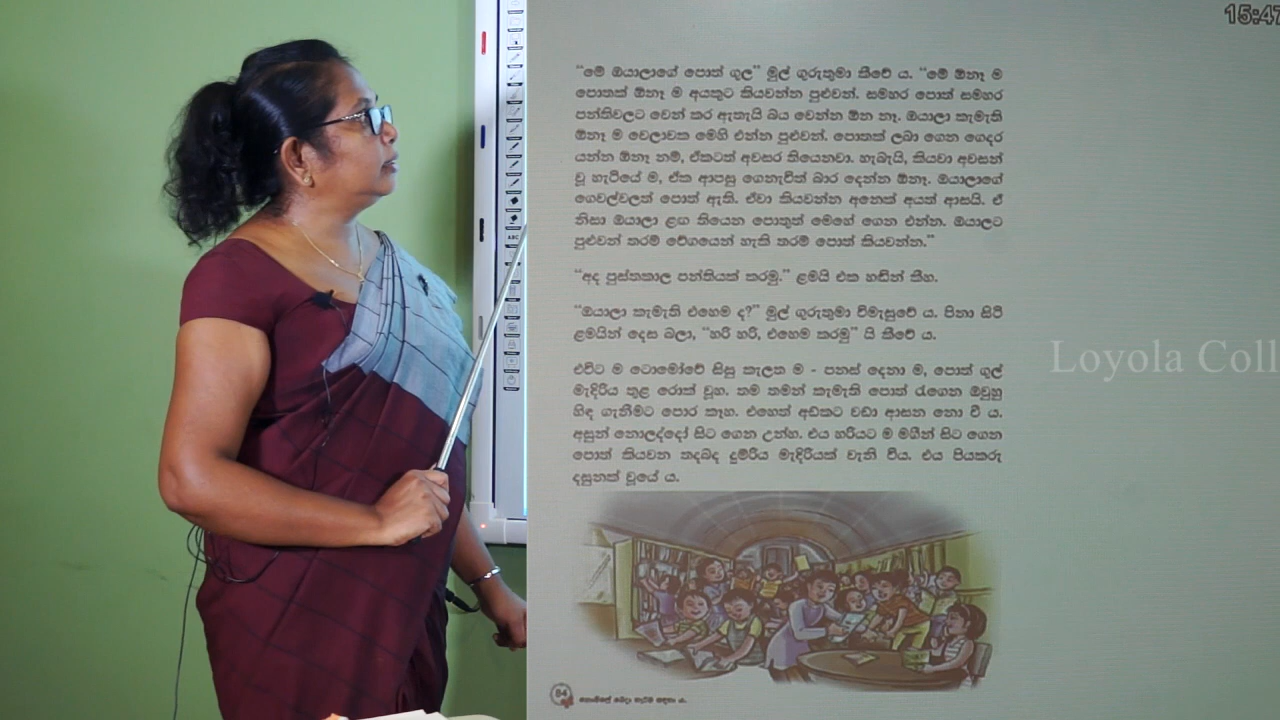 15:47
“මේ ඔයාලාගේ පොත් ගුල” මුල් ගුරුතුමා කීවේ ය. “මේ ඕනෑ ම
පොතක් ඕනෑ ම අයකුට කියවන්න පුළුවන්. සමහර පොත් සමහර
පන්තිවලට වෙන් කර ඇතැයි බය වෙන්න ඕන නෑ. ඔයාලා කැමැති
ඕනෑ ම වෙලාවක මෙහි එන්න පුළුවන්. පොතක් ලබා ගෙන ගෙදර
යන්න ඕනෑ නම්, ඒකටත් අවසර තියෙනවා. හැබැයි, කියවා අවසන්
වූ හැටියේ ම, ඒක ආපසු ගෙනැවිත් බාර දෙන්න ඕනෑ. ඔයාලාගේ
ගෙවල්වලත් පොත් ඇති. ඒවා කියවන්න අනෙක් අයත් ආසයි. ඒ
නිසා ඔයාලා ළඟ තියෙන පොතුත් මෙහේ ගෙන එන්න. ඔයාලට
පුළුවන් තරම් වේගයෙන් හැකි තරම් පොත් කියවන්න.”
“අද පුස්තකාල පන්තියක් කරමු.” ළමයි එක හඬින් කීහ.
“ඔයාලා කැමැති එහෙම ද?” මුල් ගුරුතුමා විමැසුවේ ය. පිනා සිටි
ළමයින් දෙස බලා, “හරි හරි, එහෙම කරමු” යි කීවේ ය.
එවිට ම ටොමෝවේ සිසු කැලත ම - පනස් දෙනා ම, පොත් ගුල්
මැදිරිය තුළ රොක් වූහ. තම තමන් කැමැති පොත් රැගෙන ඔවුහු
හිඳ ගැනීමට පොර කෑහ. එහෙත් අඩකට වඩා ආසන නො වී ය.
අසුන් නොලද්දෝ සිට ගෙන උන්හ. එය හරියට ම මගීන් සිට ගෙන
පොත් කියවන තදබද දුම්රිය මැදිරියක් වැනි විය. එය පියකරු
දසුනක් වූයේ ය.
Loyola Coll
84
ABC